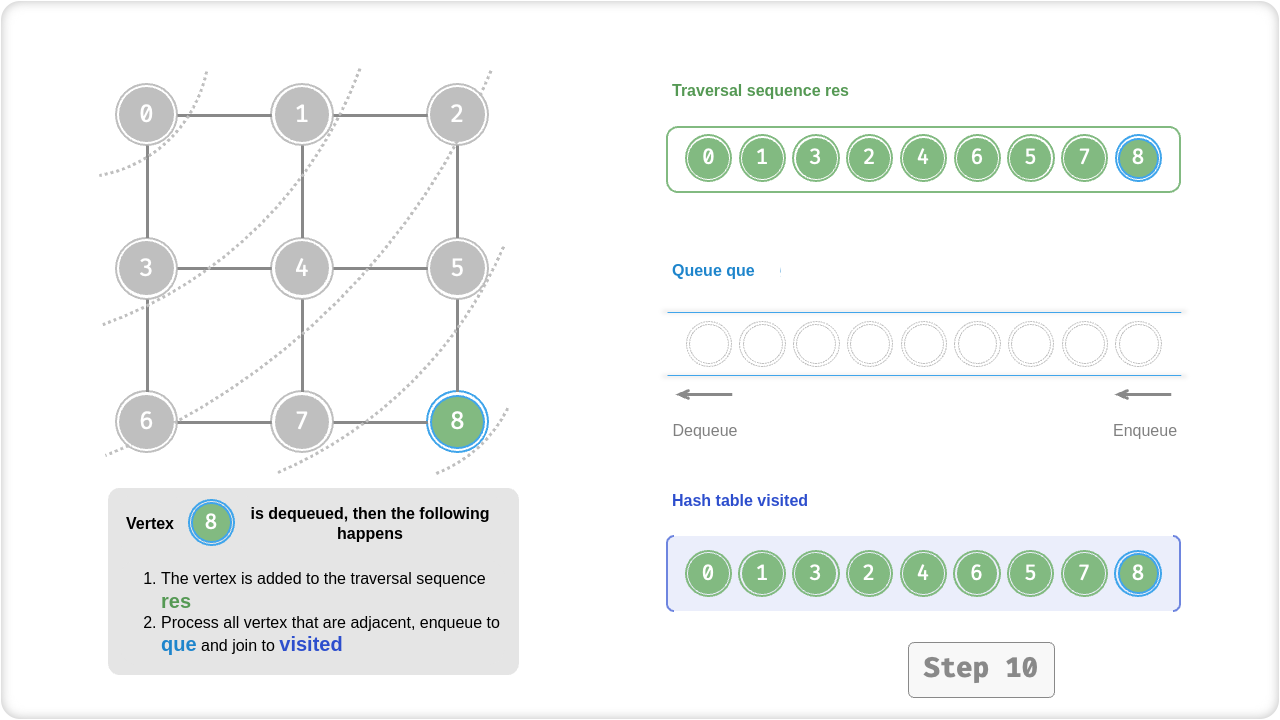 0 1 2
3 4 5
6 7 8
Vertex 8 is dequeued, then the following
happens
1. The vertex is added to the traversal sequence
res
2. Process all vertex that are adjacent, enqueue to
que and join to visited
Traversal sequence res
0 1 3 2 4 6 5 7 8
Queue que
Dequeue Enqueue
Hash table visited
0 1 3 2 4 6 5 7 8
Step 10